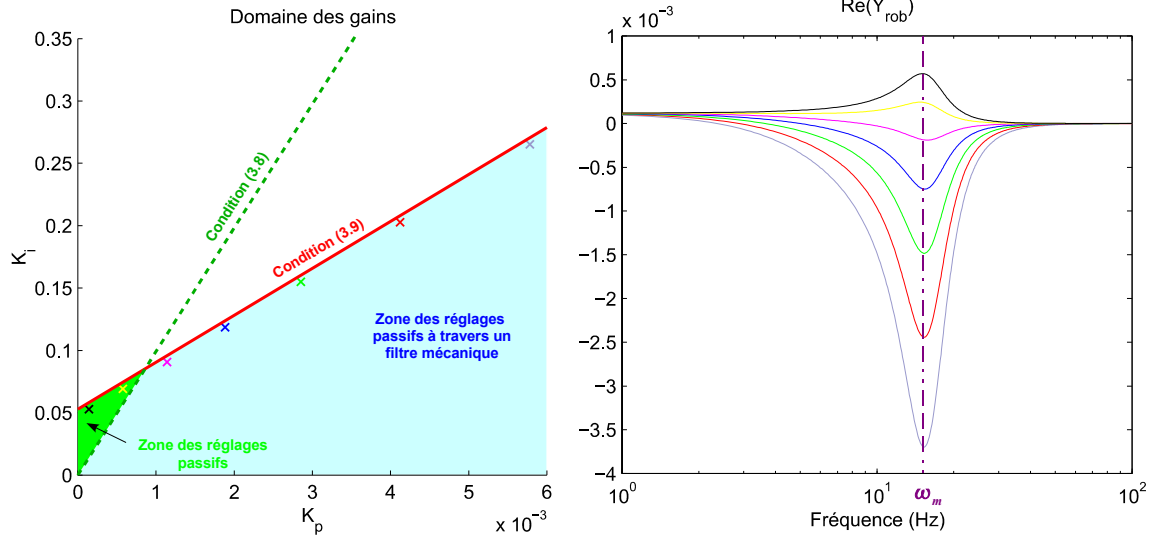 Domaine des gains
0.35
0.3
0.25
0.2
0.15
0.1
0.05
0
K_i
Condition (3.8)
Condition (3.9)
Zone des réglages
passifs à travers un
filtre mécanique
Zone des réglages
passifs
0 1 2 3 4 5 6
K_p
x 10^-3
Re(Y_rob)
x 10^-3
1
0.5
0
−0.5
−1
−1.5
−2
−2.5
−3
−3.5
−4
10^0 10^1 ω_m 10^2
Fréquence (Hz)